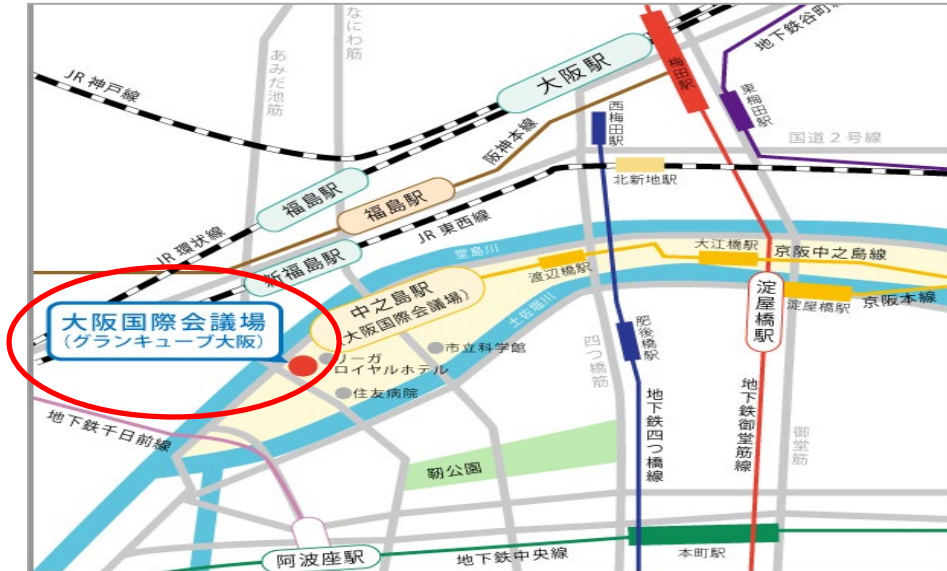 なにわ筋
あみだ池筋
JR 神戸線
大阪駅
梅田駅
地下鉄谷町
東梅田駅
西梅田駅
国道2号線
阪神本線
北新地駅
福島駅
福島駅
JR 東西線
JR 環状線
新福島駅
堂島川
大江橋駅
京阪中之島線
渡辺橋駅
中之島駅
(大阪国際会議場)
淀屋橋駅
京阪本線
淀屋橋駅
土佐堀川
大阪国際会議場
(グランキューブ大阪)
肥後橋駅
四つ橋筋
市立科学館
リーガ
ロイヤルホテル
住友病院
地下鉄千日前線
地下鉄四つ橋線
地下鉄御堂筋線
御堂筋
靭公園
阿波座駅
地下鉄中央線
本町駅